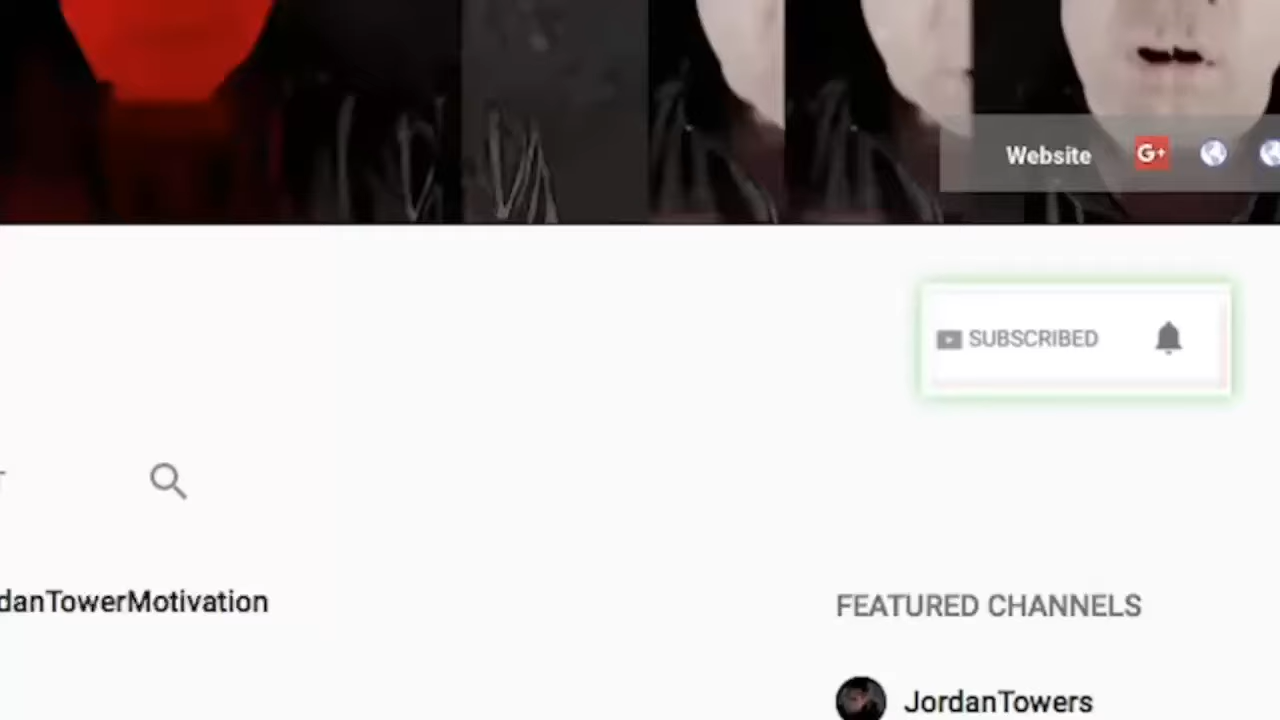 Website G+
SUBSCRIBED
danTowerMotivation
FEATURED CHANNELS
JordanTowers